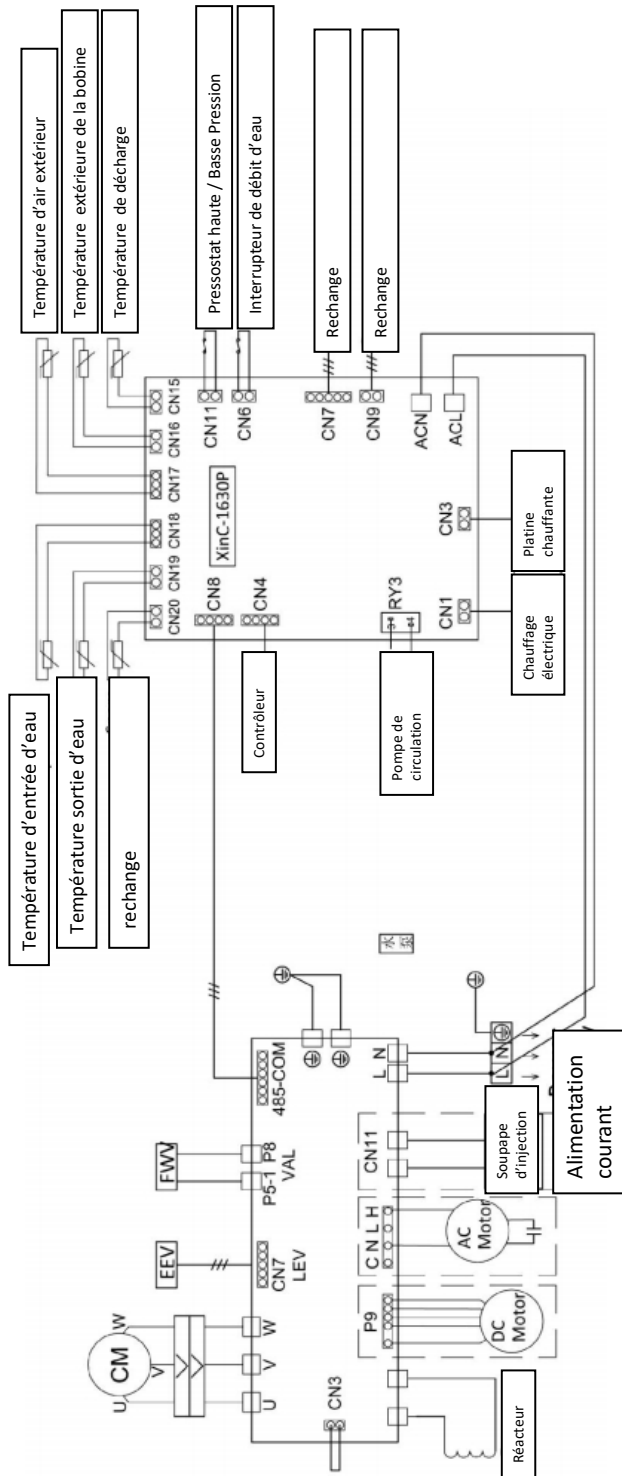 Température d'entrée d'eau
Température sortie d'eau
rechange
Température d'air extérieur
Température extérieure de la bobine
Température de décharge
CN20
CN19
CN18
CN17
CN16
CN15
CN8
CN4
XinC-1630P
CN11
CN6
Pressostat haute / Basse Pression
Interrupteur de débit d'eau
CN7
CN9
Rechange
Rechange
ACN
ACL
RY3
3
4
CN1
CN3
Contrôleur
Pompe de
circulation
Chauffage
électrique
Platine
chauffante
水
泵
CM
U
V
W
EEV
FWV
U
V
W
CN7
LEV
P5-1
P8
VAL
485-COM
CN3
P9
C N L H
CN11
L
N
DC
Motor
AC
Motor
Réacteur
Soupape
d'injection
L
N
Alimentation
courant